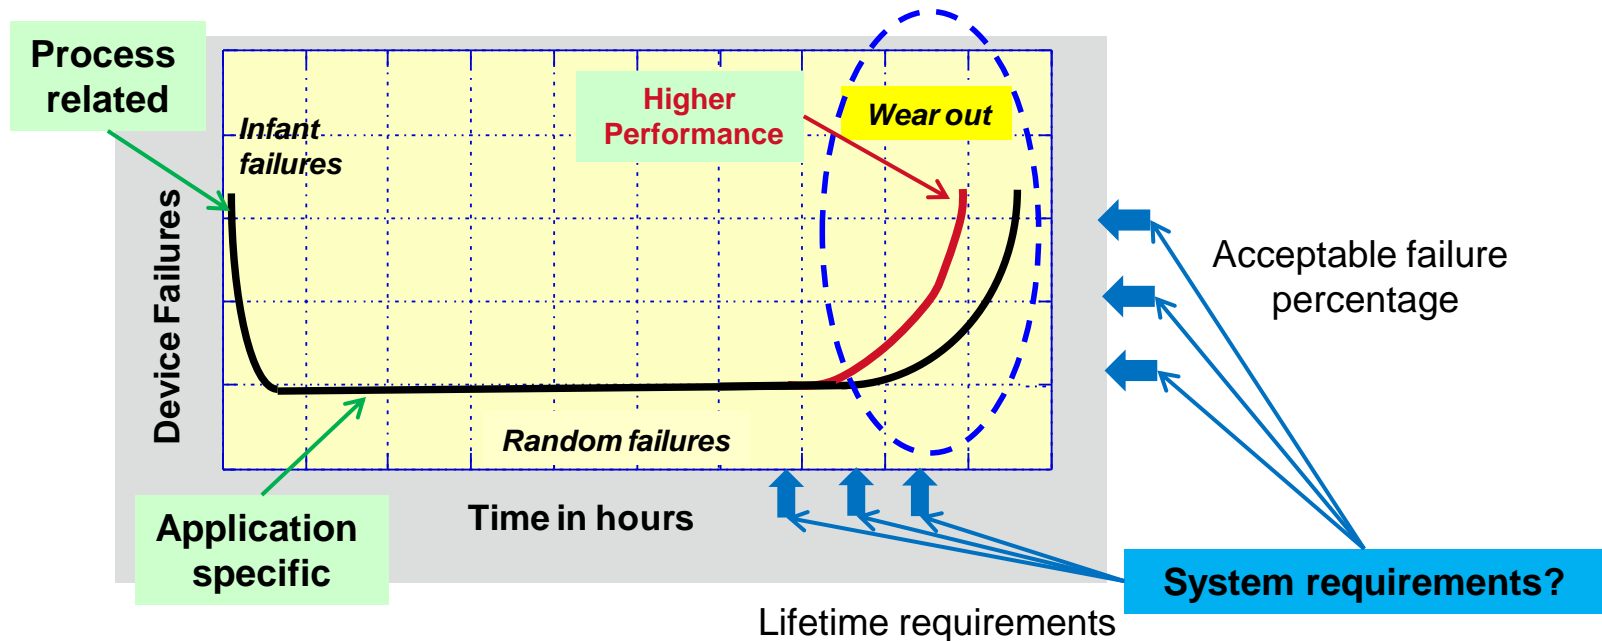 Process
related
Infant
failures
Higher
Performance
Wear out
Device Failures
Acceptable failure
percentage
Random failures
Time in hours
Application
specific
System requirements?
Lifetime requirements